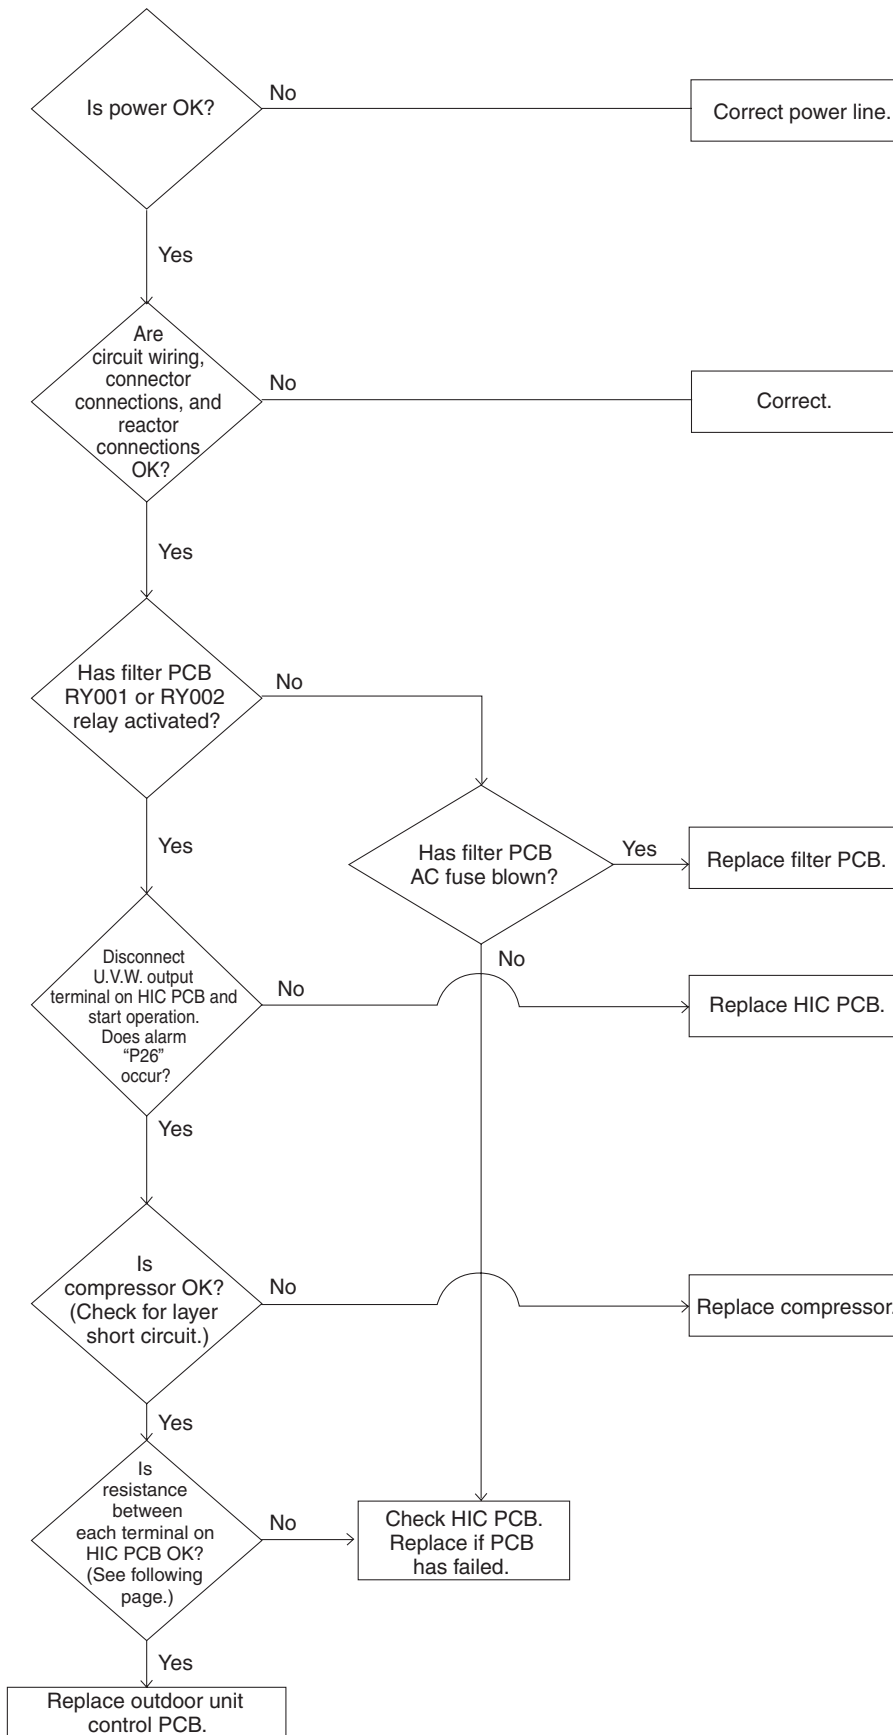 Is power OK?
No
Correct power line.
Yes
Are
circuit wiring,
connector
connections, and
reactor
connections
OK?
No
Correct.
Yes
Has filter PCB
RY001 or RY002
relay activated?
No
Yes
Has filter PCB
AC fuse blown?
Yes
Replace filter PCB.
No
Disconnect
U.V.W. output
terminal on HIC PCB and
start operation.
Does alarm
“P26”
occur?
No
Replace HIC PCB.
Yes
Is
compressor OK?
(Check for layer
short circuit.)
No
Replace compressor.
Yes
Is
resistance
between
each terminal on
HIC PCB OK?
(See following
page.)
No
Check HIC PCB.
Replace if PCB
has failed.
Yes
Replace outdoor unit
control PCB.